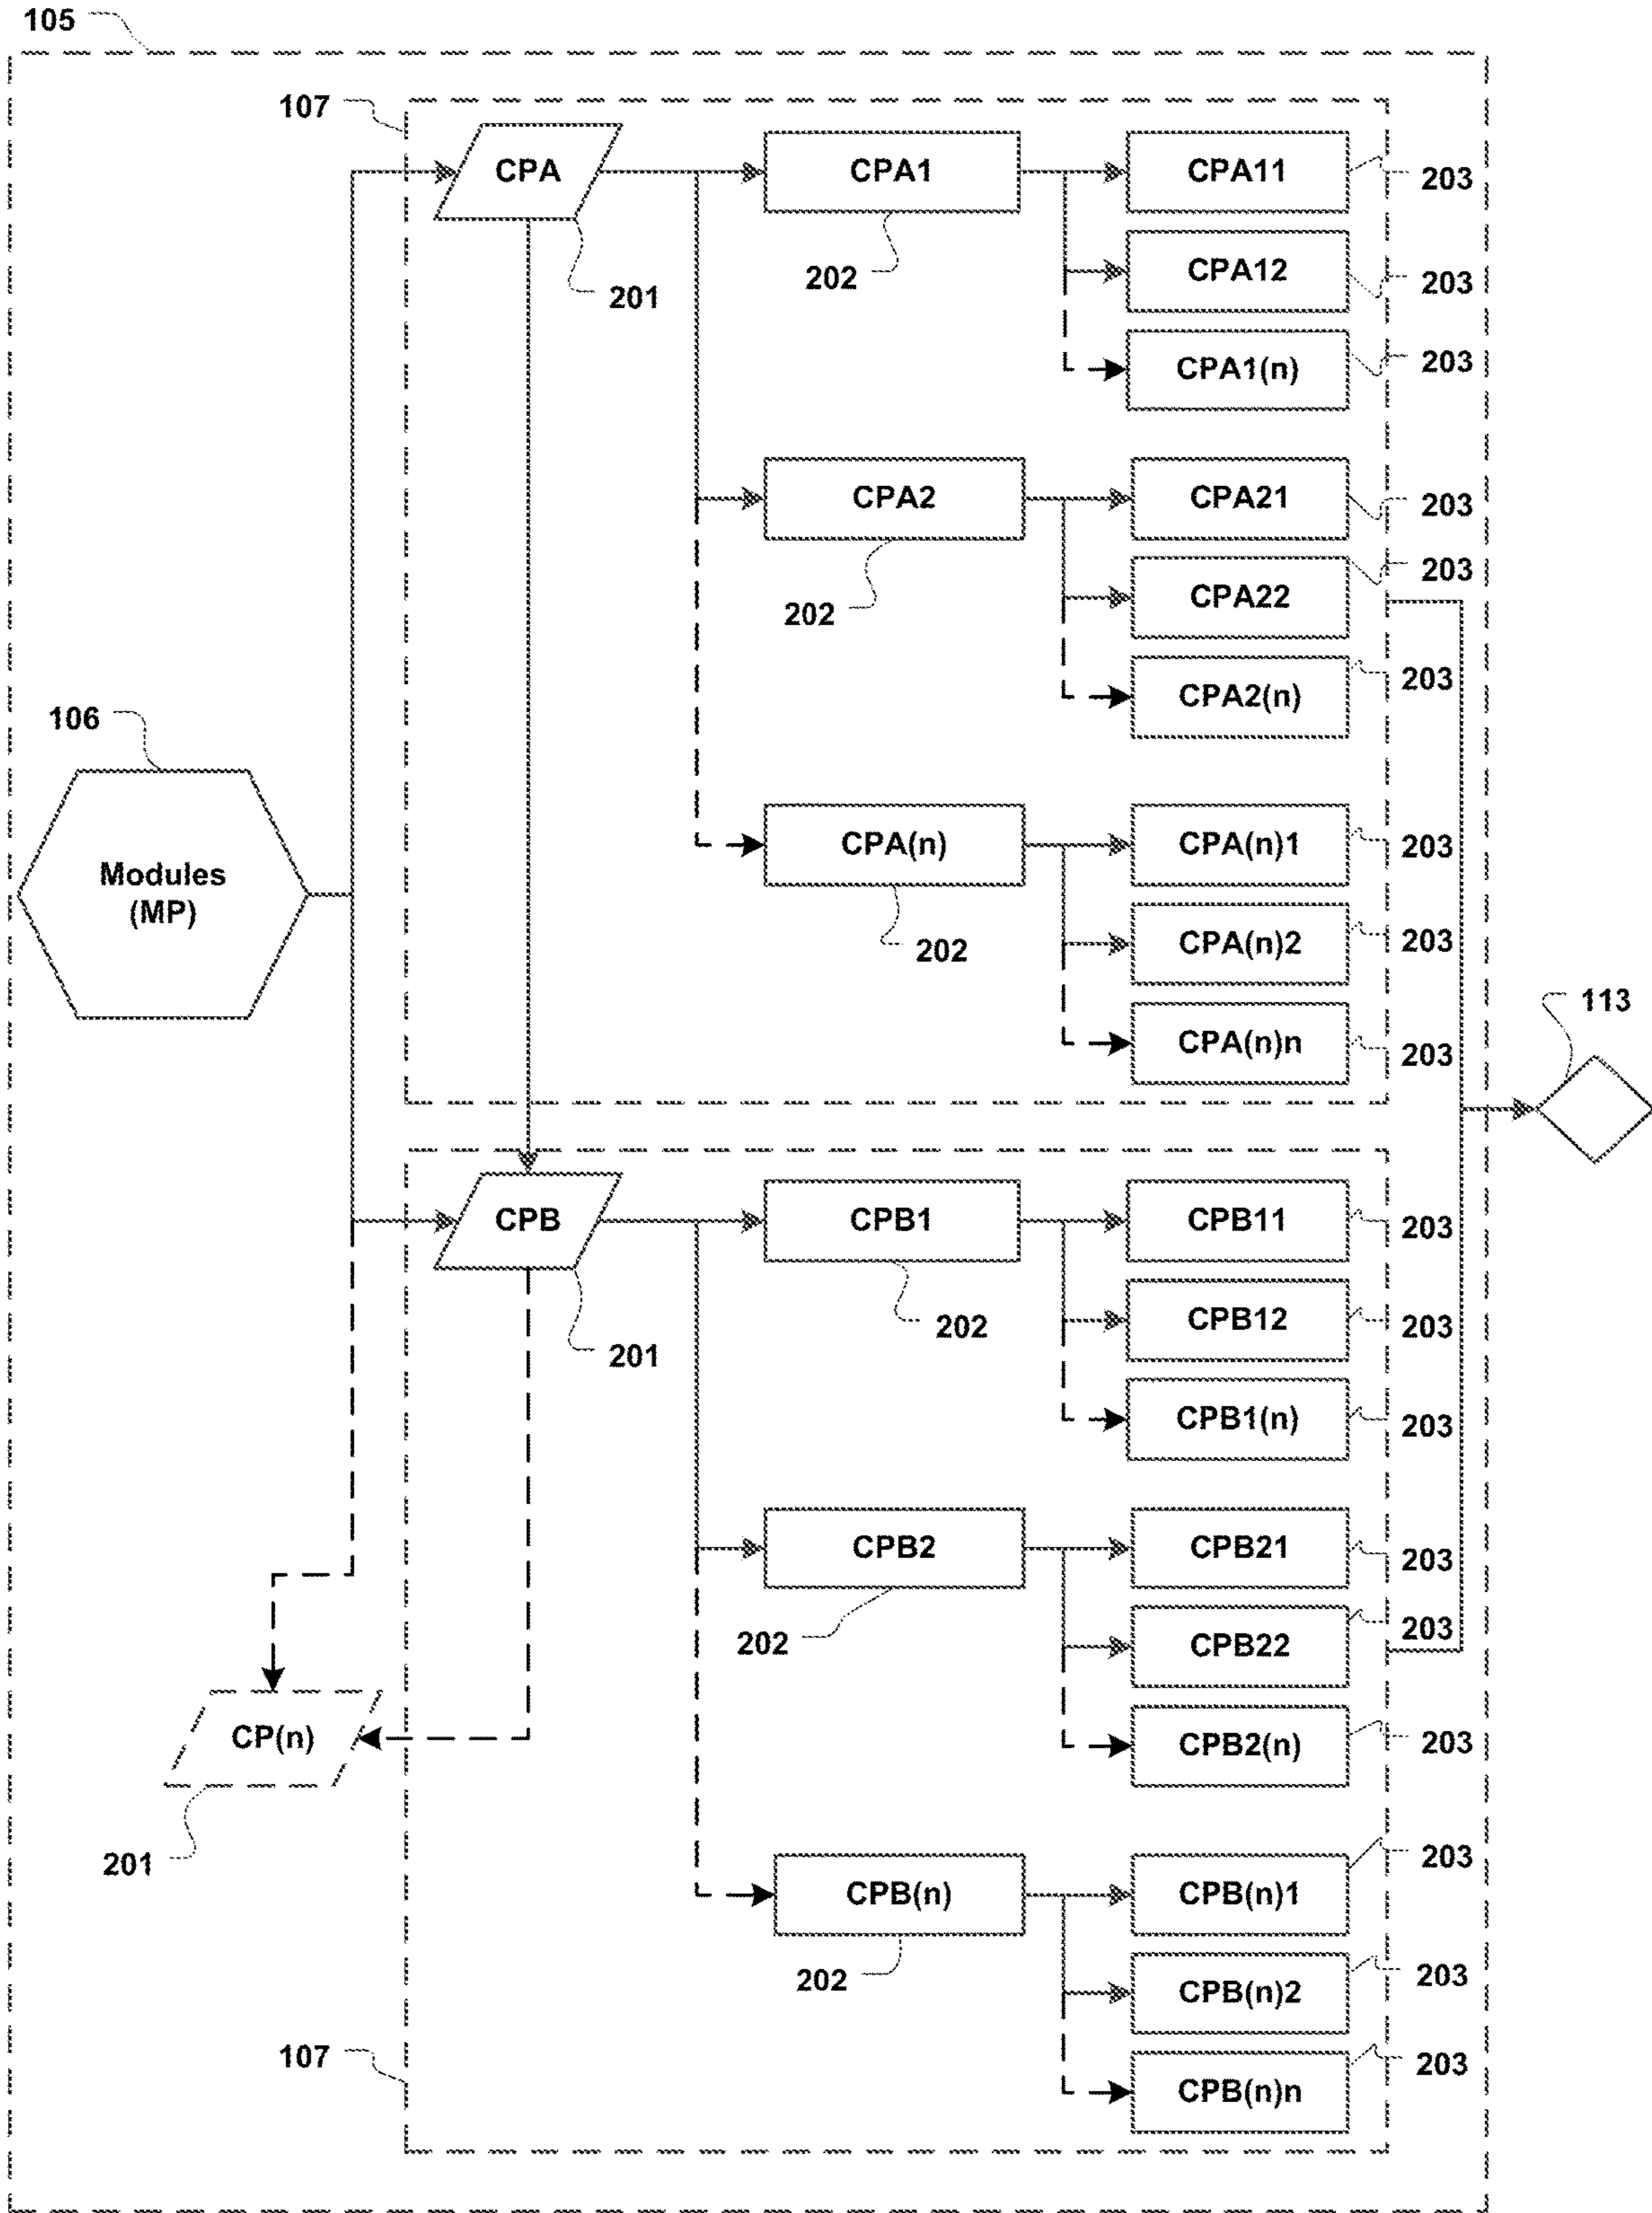 105
107
CPA
CPA1
CPA11
203
201
202
CPA12
203
CPA1(n)
203
CPA2
CPA21
203
202
CPA22
203
CPA2(n)
203
106
Modules
(MP)
CPA(n)
CPA(n)1
203
202
CPA(n)2
203
CPA(n)n
203
113
CPB
CPB1
CPB11
203
201
202
CPB12
203
CPB1(n)
203
CPB2
CPB21
203
202
CPB22
203
CP(n)
CPB2(n)
203
201
CPB(n)
CPB(n)1
203
202
CPB(n)2
203
107
CPB(n)n
203